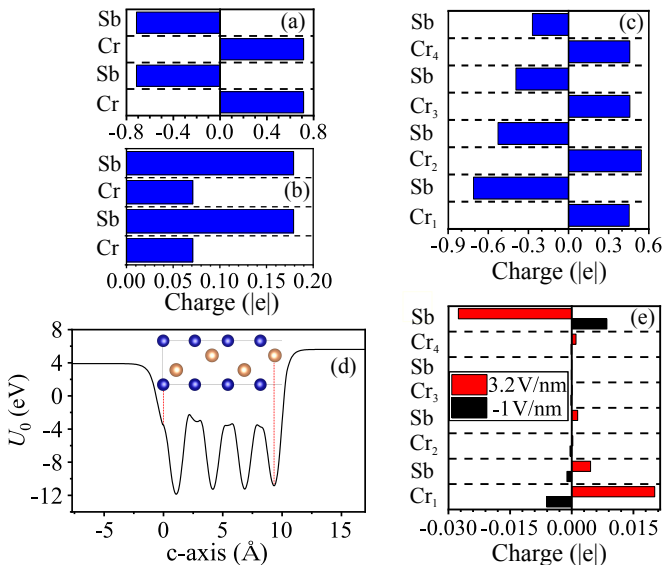 Sb
Cr
Sb
Cr
(a)
-0.8 -0.4 0.0 0.4 0.8
Sb
Cr
Sb
Cr
(b)
0.00 0.05 0.10 0.15 0.20
Charge (|e|)
(c)
Sb
Cr4
Sb
Cr3
Sb
Cr2
Sb
Cr1
-0.9 -0.6 -0.3 0.0 0.3 0.6
Charge (|e|)
8
4
0
-4
-8
-12
U0 (eV)
(d)
-5 0 5 10 15
c-axis (Å)
(e)
Sb
Cr4
Sb
Cr3
Sb
Cr2
Sb
Cr1
3.2 V/nm
-1 V/nm
-0.030 -0.015 0.000 0.015
Charge (|e|)